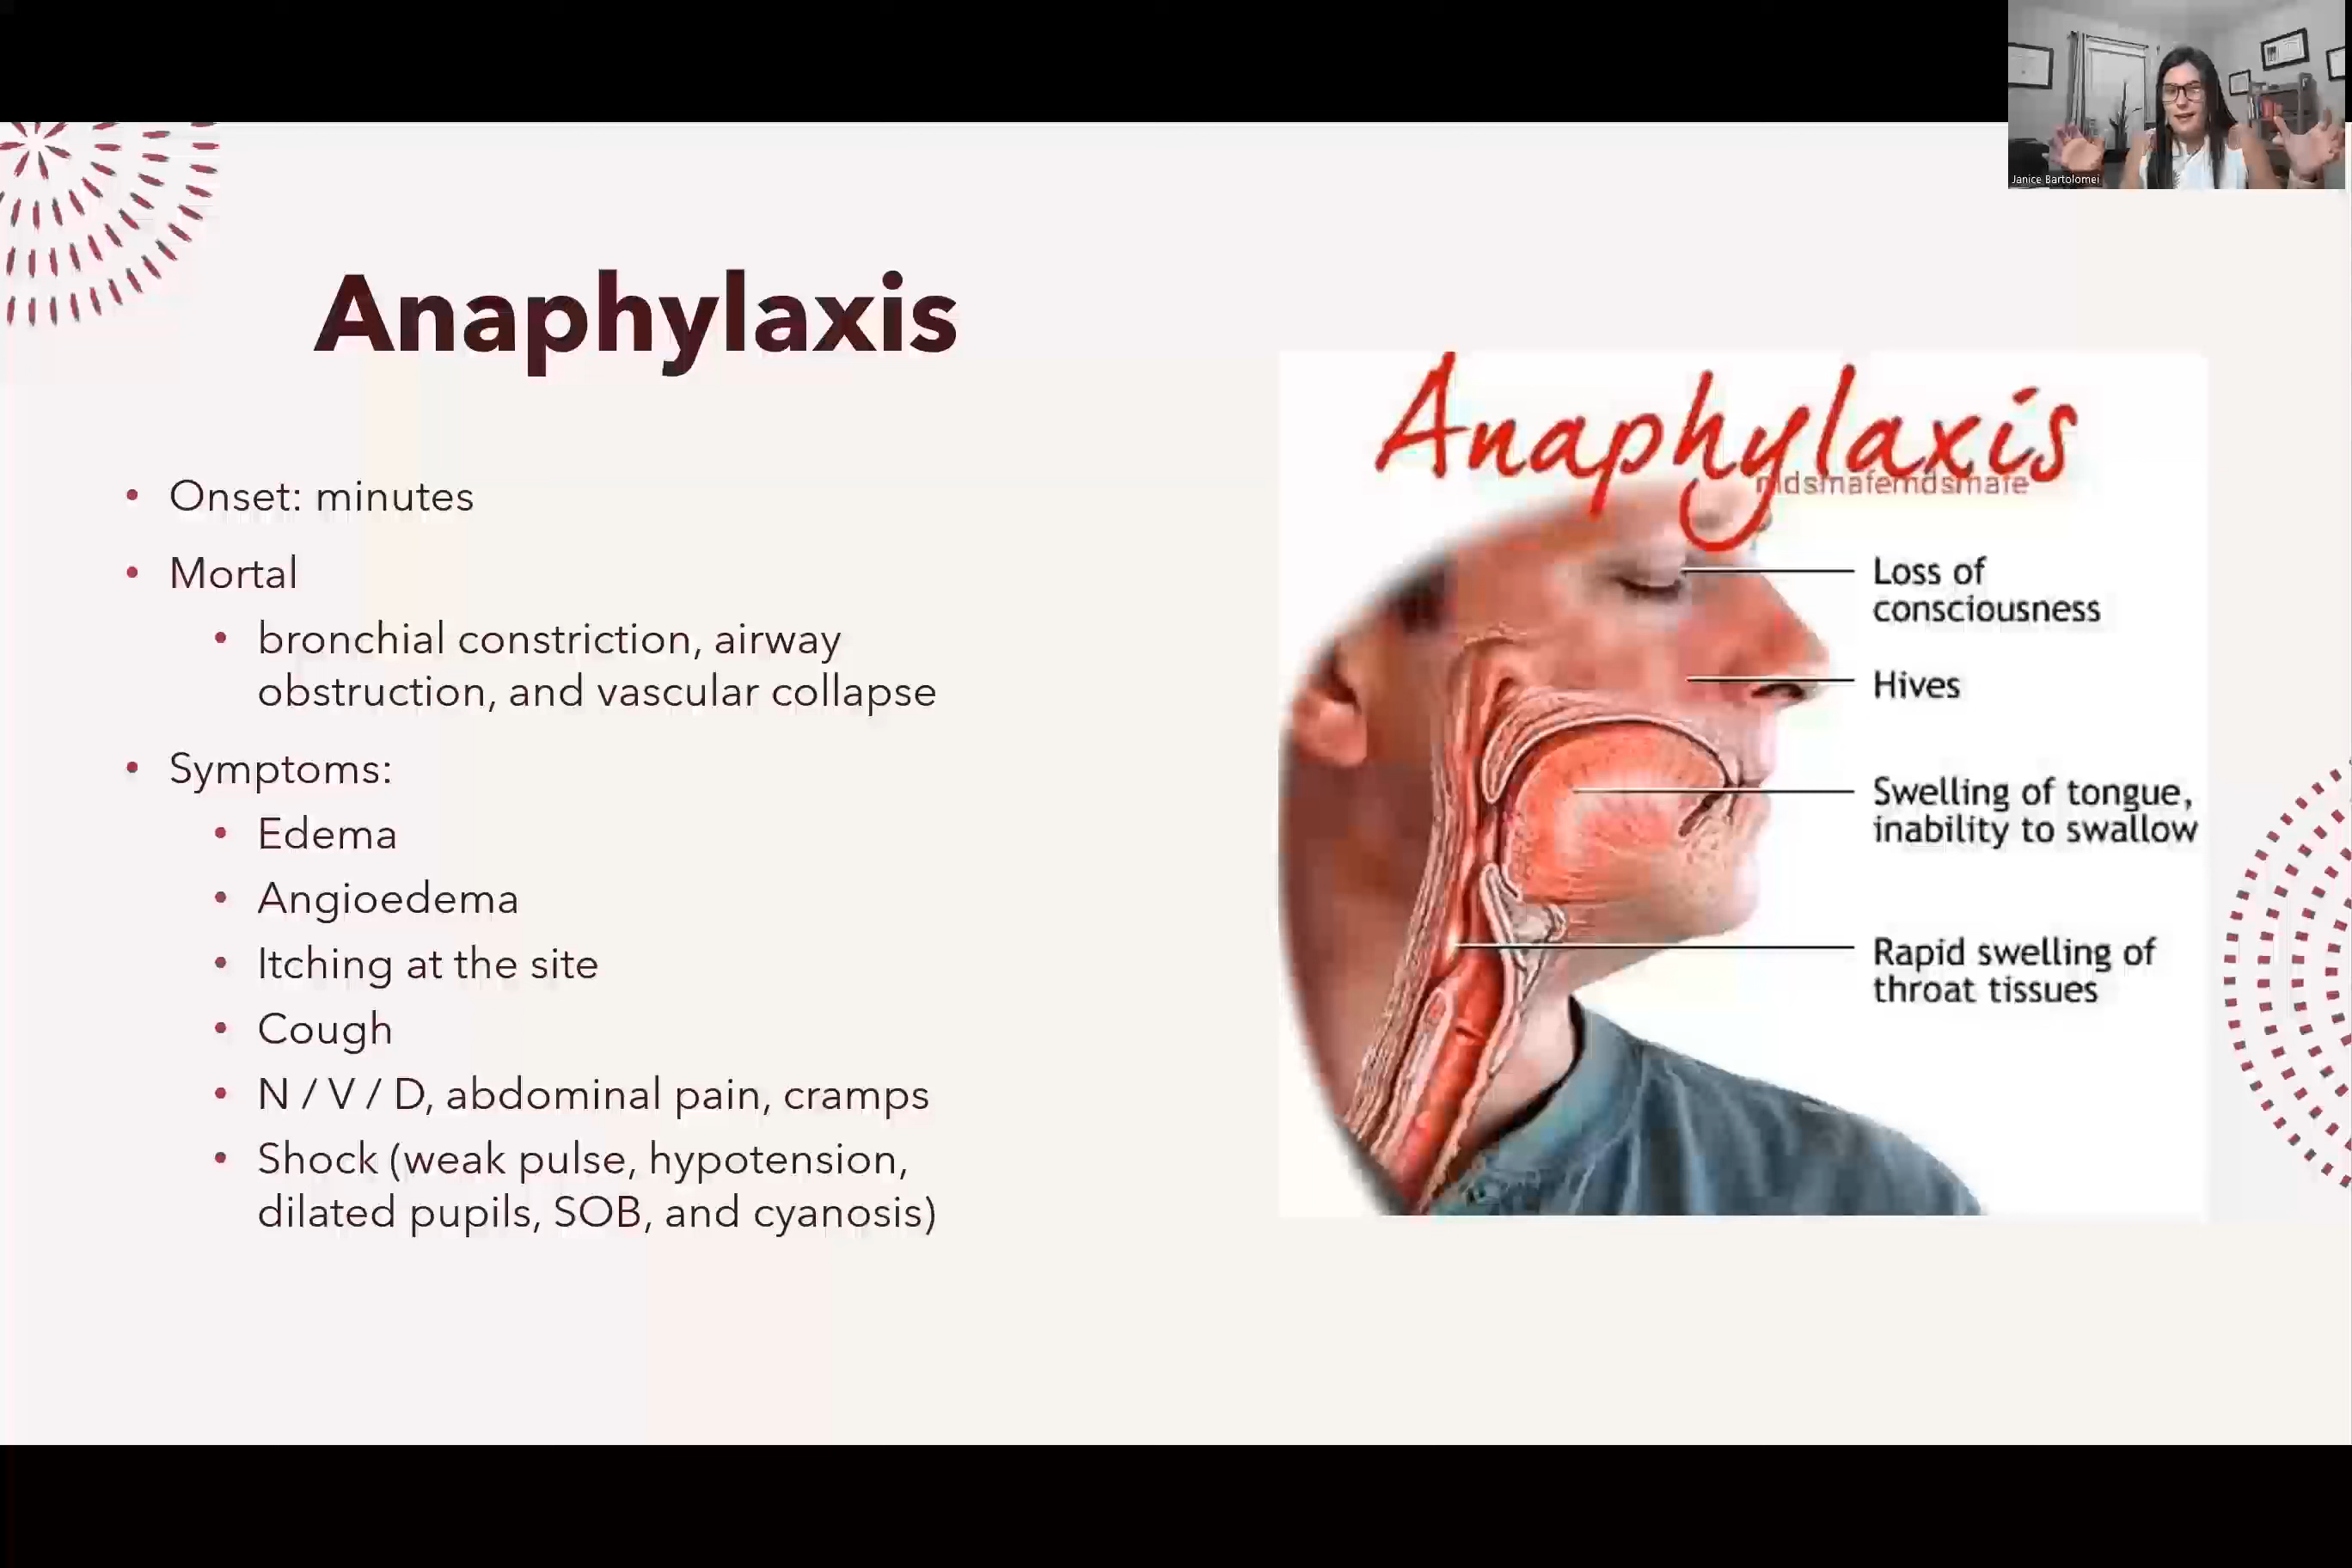 Janice Bartolomei
Anaphylaxis
• Onset: minutes
• Mortal
• bronchial constriction, airway
obstruction, and vascular collapse
• Symptoms:
• Edema
• Angioedema
• Itching at the site
• Cough
• N / V / D, abdominal pain, cramps
• Shock (weak pulse, hypotension,
dilated pupils, SOB, and cyanosis)
Anaphylaxis
Loss of
consciousness
Hives
Swelling of tongue,
inability to swallow
Rapid swelling of
throat tissues